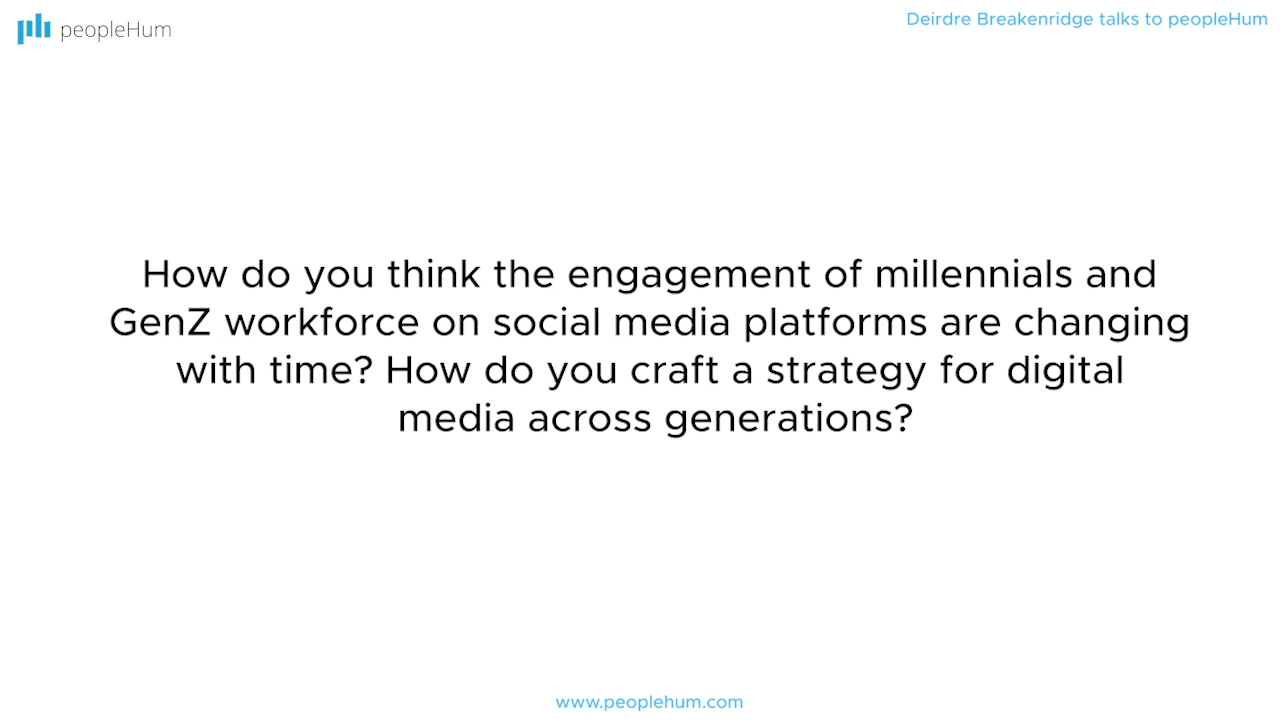 peopleHum
Deirdre Breakenridge talks to peopleHum
How do you think the engagement of millennials and
GenZ workforce on social media platforms are changing
with time? How do you craft a strategy for digital
media across generations?
www.peoplehum.com